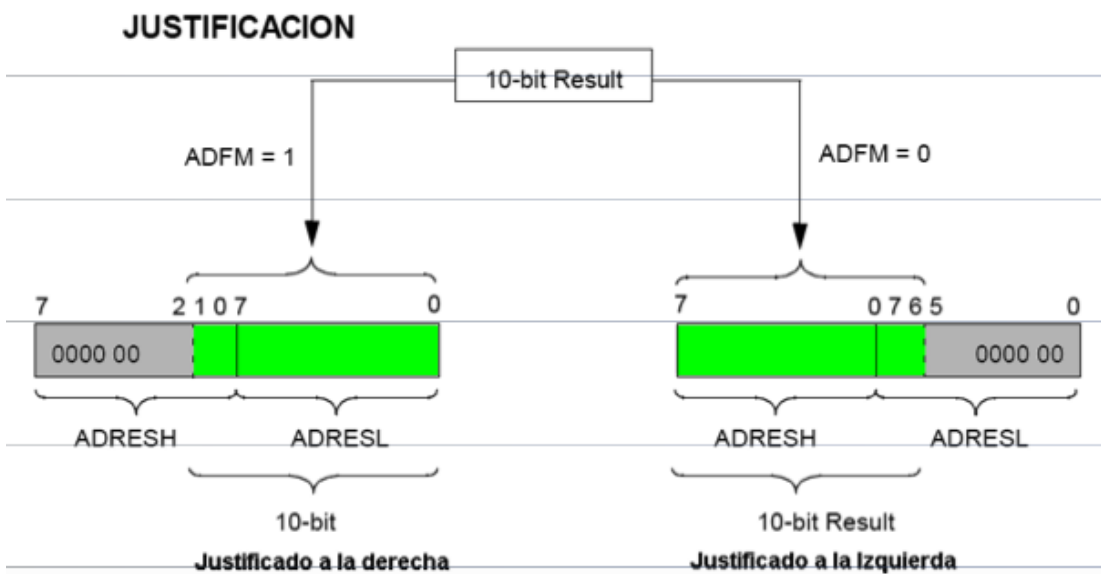 JUSTIFICACION
10-bit Result
ADFM = 1
ADFM = 0
7 2 1 0 7 0
7 0 7 6 5 0
0000 00
0000 00
ADRESH ADRESL
ADRESH ADRESL
10-bit
10-bit Result
Justificado a la derecha
Justificado a la Izquierda